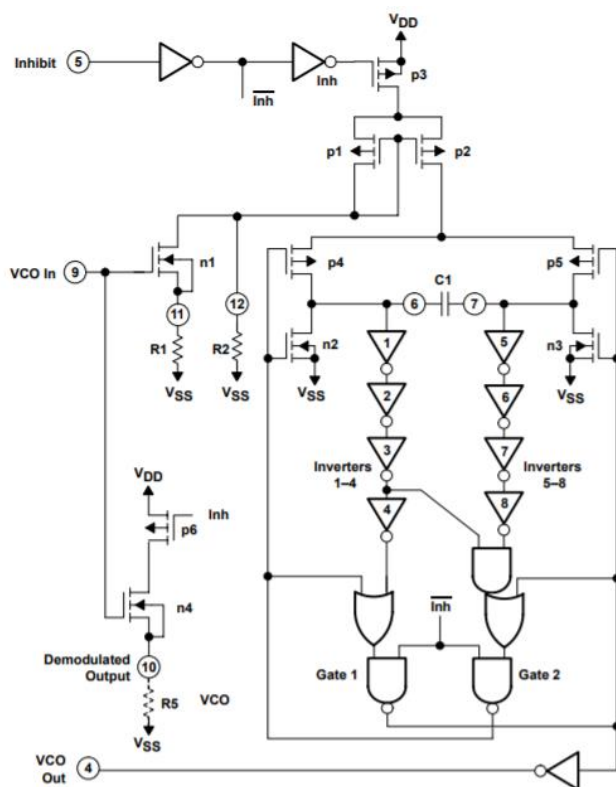 VDD
Inhibit 5 Inh p3
Inh
p1 p2
n1 p4 p5
VCO In 9 12 6 C1 7
11 n2 1 5 n3
R1 R2
VSS VSS VSS VSS
2 6
VDD 3 7
Inverters Inverters
1–4 5–8
Inh 4 8
p6
n4 Inh
Demodulated
Output 10 Gate 1 Gate 2
R5 VCO
VSS
VCO
Out 4